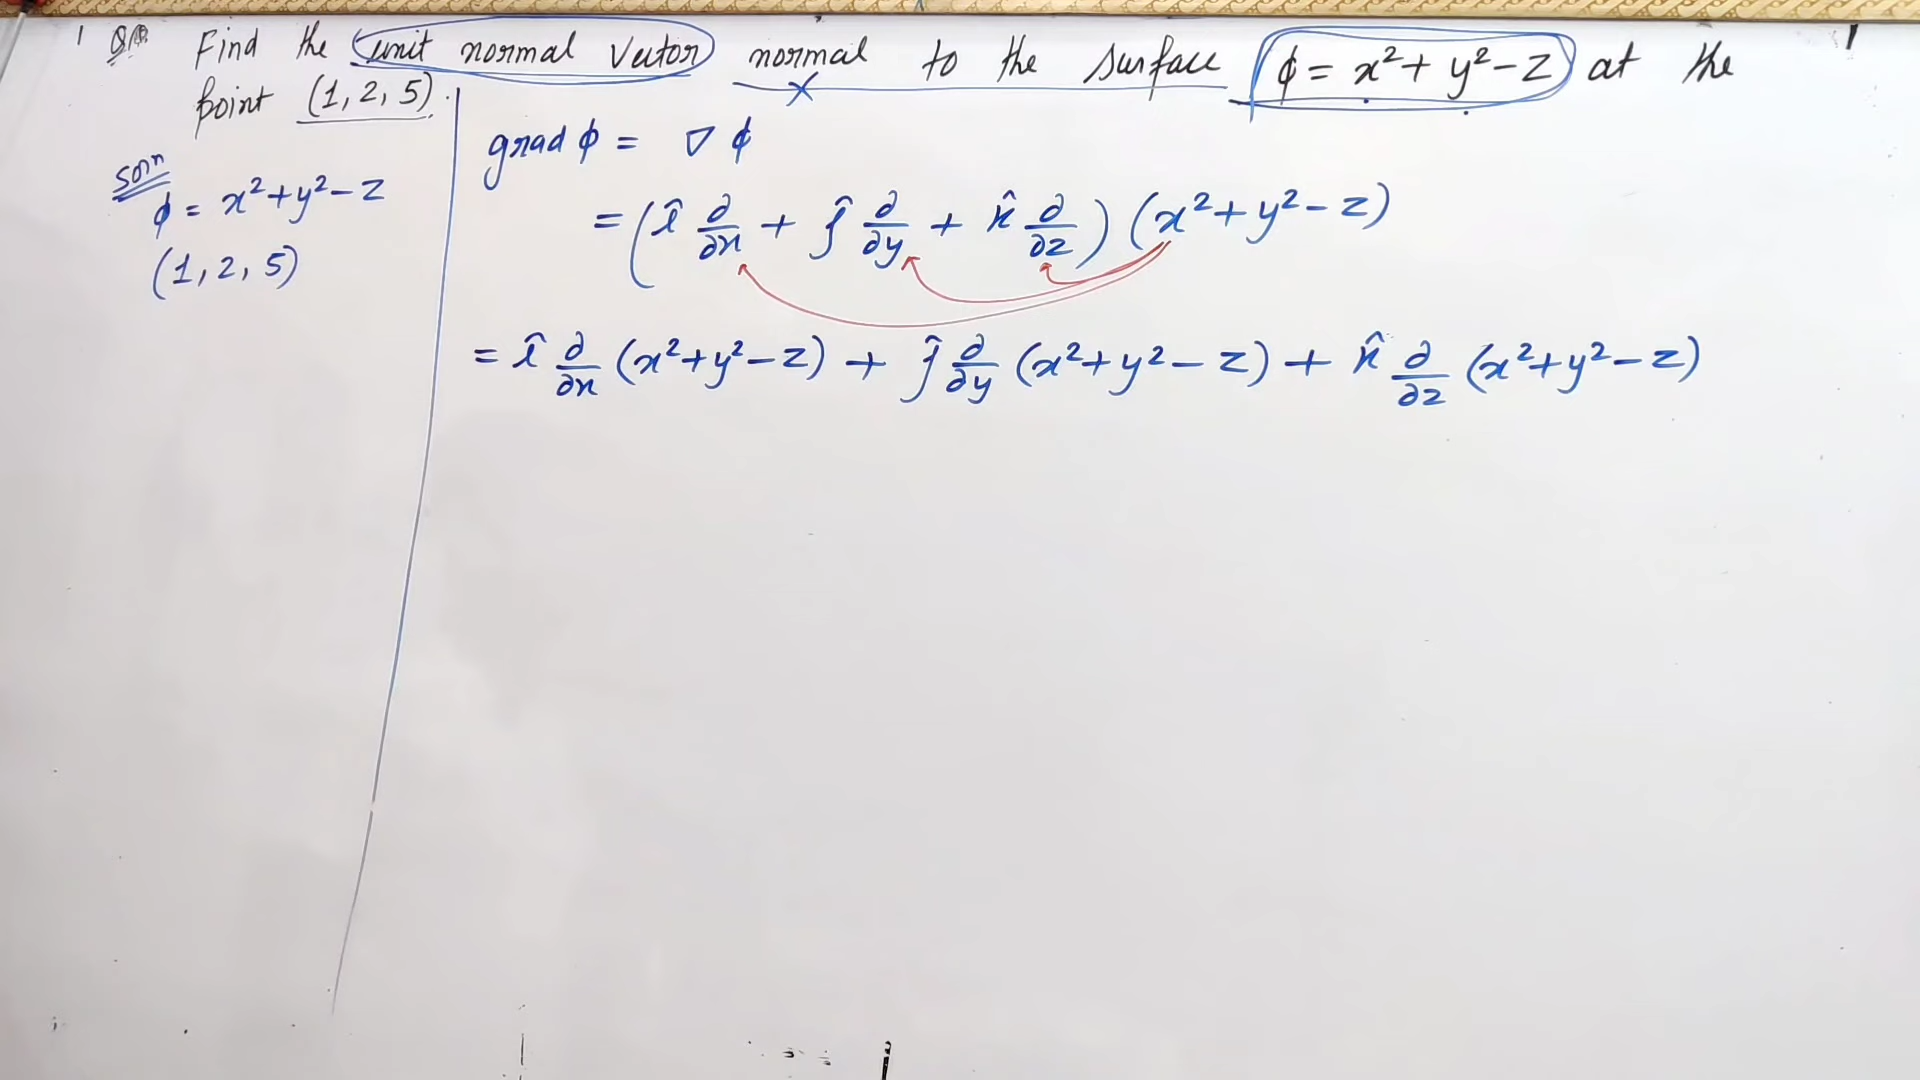 Find the unit normal Vector normal to the surface ϕ = x² + y² - z at the
point (1, 2, 5).
Soln
ϕ = x² + y² - z
(1, 2, 5)
grad ϕ = ∇ ϕ
= (î ∂/∂x + ĵ ∂/∂y + k̂ ∂/∂z) (x² + y² - z)
= î ∂/∂x (x² + y² - z) + ĵ ∂/∂y (x² + y² - z) + k̂ ∂/∂z (x² + y² - z)